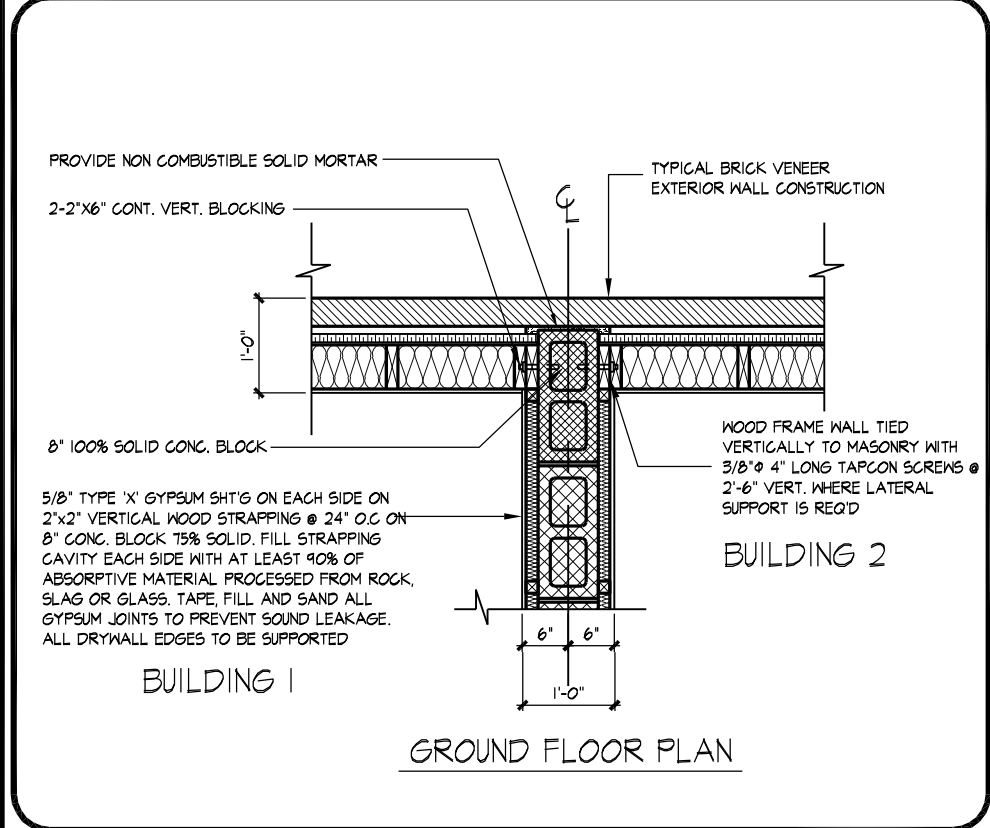 PROVIDE NON COMBUSTIBLE SOLID MORTAR
2-2"X6" CONT. VERT. BLOCKING
TYPICAL BRICK VENEER
EXTERIOR WALL CONSTRUCTION
CL
1'-0"
8" 100% SOLID CONC. BLOCK
5/8" TYPE 'X' GYPSUM SHT'G ON EACH SIDE ON
2"x2" VERTICAL WOOD STRAPPING @ 24" O.C ON
8" CONC. BLOCK 75% SOLID. FILL STRAPPING
CAVITY EACH SIDE WITH AT LEAST 90% OF
ABSORPTIVE MATERIAL PROCESSED FROM ROCK,
SLAG OR GLASS. TAPE, FILL AND SAND ALL
GYPSUM JOINTS TO PREVENT SOUND LEAKAGE.
ALL DRYWALL EDGES TO BE SUPPORTED
BUILDING 1
WOOD FRAME WALL TIED
VERTICALLY TO MASONRY WITH
3/8"Φ 4" LONG TAPCON SCREWS @
2'-6" VERT. WHERE LATERAL
SUPPORT IS REQ'D
BUILDING 2
6" 6"
1'-0"
GROUND FLOOR PLAN